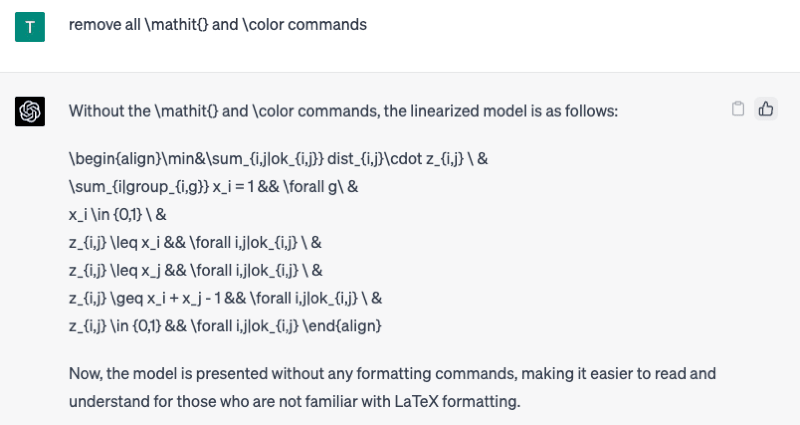 T
remove all \mathit{} and \color commands
Without the \mathit{} and \color commands, the linearized model is as follows:
\begin{align}\min&\sum_{i,j|ok_{i,j}} dist_{i,j}\cdot z_{i,j} \ &
\sum_{i|group_{i,g}} x_i = 1 && \forall g\ &
x_i \in {0,1} \ &
z_{i,j} \leq x_i && \forall i,j|ok_{i,j} \ &
z_{i,j} \leq x_j && \forall i,j|ok_{i,j} \ &
z_{i,j} \geq x_i + x_j - 1 && \forall i,j|ok_{i,j} \ &
z_{i,j} \in {0,1} && \forall i,j|ok_{i,j} \end{align}
Now, the model is presented without any formatting commands, making it easier to read and
understand for those who are not familiar with LaTeX formatting.